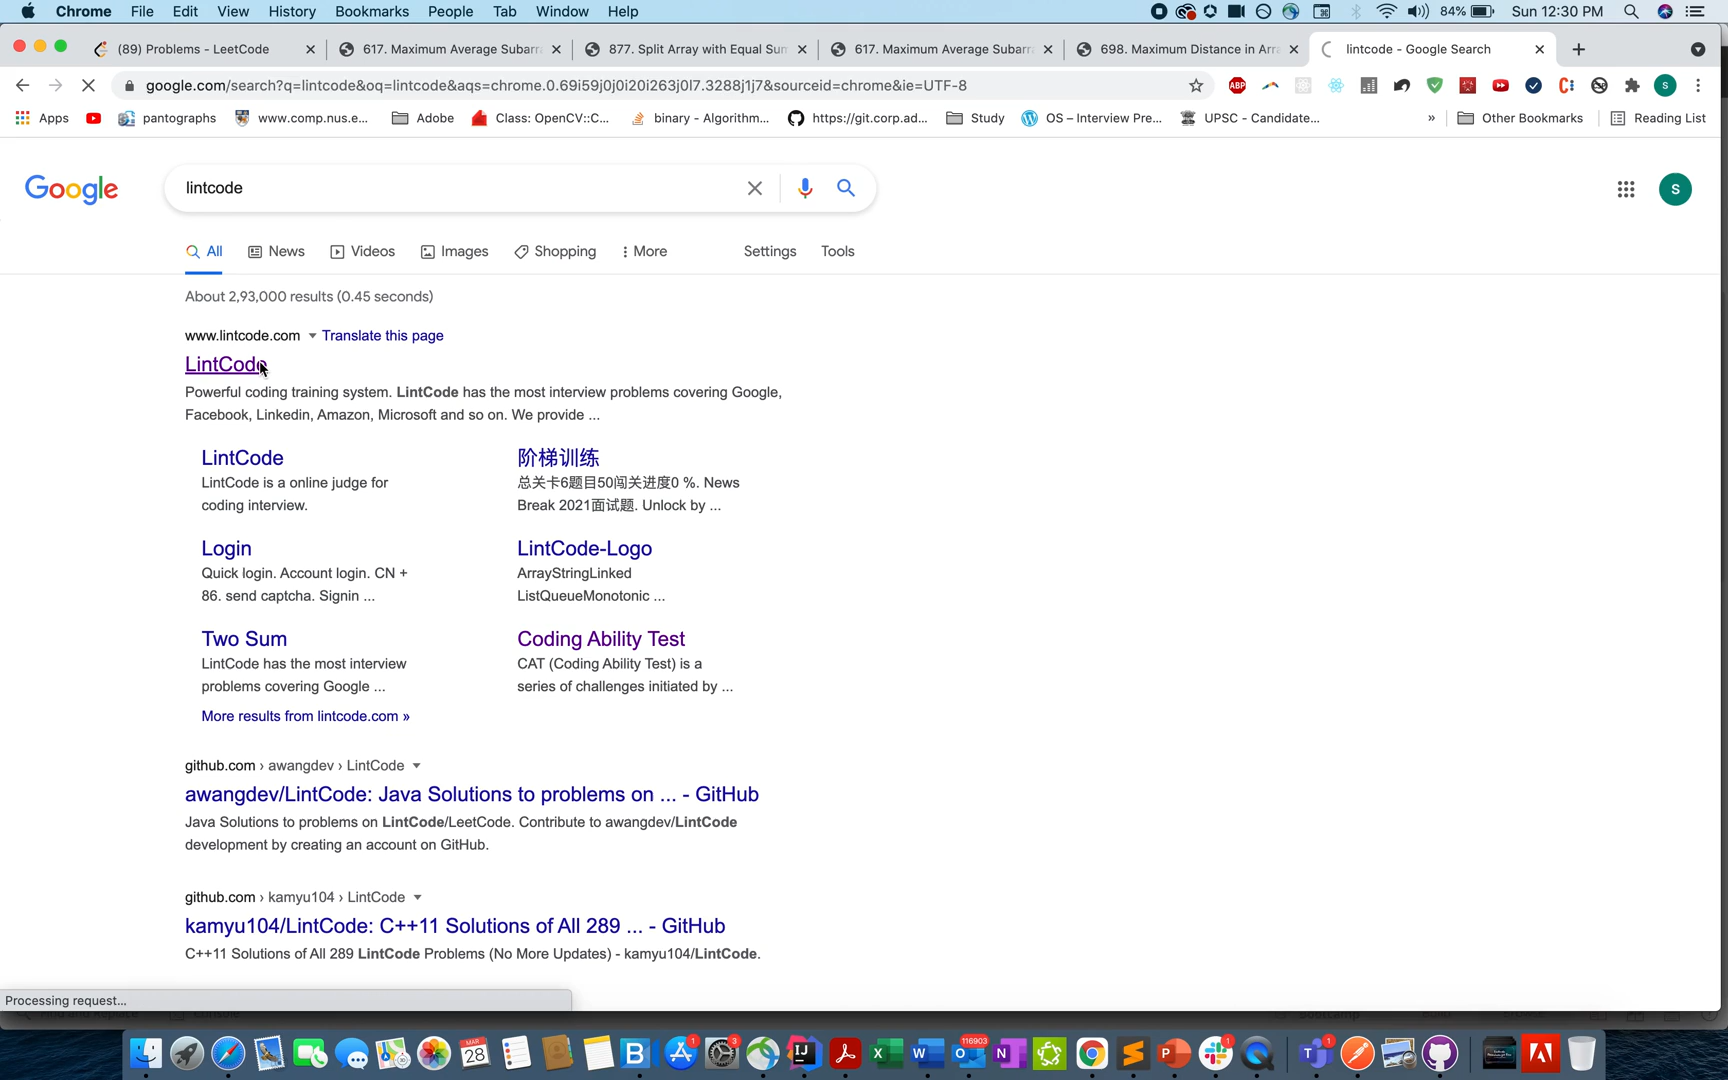 Chrome File Edit View History Bookmarks People Tab Window Help 84% Sun 12:30 PM
(89) Problems - LeetCode 617. Maximum Average Subarr 877. Split Array with Equal Sum 617. Maximum Average Subarr 698. Maximum Distance in Arr lintcode - Google Search
google.com/search?q=lintcode&oq=lintcode&aqs=chrome.0.69i59j0j0i20i263j0l7.3288j1j7&sourceid=chrome&ie=UTF-8
Apps pantographs www.comp.nus.e... Adobe Class: OpenCV::C... binary - Algorithm... https://git.corp.ad... Study OS – Interview Pre... UPSC - Candidate... » Other Bookmarks Reading List
Google lintcode S
All News Videos Images Shopping More Settings Tools
About 2,93,000 results (0.45 seconds)
www.lintcode.com Translate this page
LintCode
Powerful coding training system. LintCode has the most interview problems covering Google,
Facebook, Linkedin, Amazon, Microsoft and so on. We provide ...
LintCode
LintCode is a online judge for
coding interview.
阶梯训练
总关卡6题目50闯关进度0 %. News
Break 2021面试题. Unlock by ...
Login
Quick login. Account login. CN +
86. send captcha. Signin ...
LintCode-Logo
ArrayStringLinked
ListQueueMonotonic ...
Two Sum
LintCode has the most interview
problems covering Google ...
Coding Ability Test
CAT (Coding Ability Test) is a
series of challenges initiated by ...
More results from lintcode.com »
github.com › awangdev › LintCode
awangdev/LintCode: Java Solutions to problems on ... - GitHub
Java Solutions to problems on LintCode/LeetCode. Contribute to awangdev/LintCode
development by creating an account on GitHub.
github.com › kamyu104 › LintCode
kamyu104/LintCode: C++11 Solutions of All 289 ... - GitHub
C++11 Solutions of All 289 LintCode Problems (No More Updates) - kamyu104/LintCode.
Processing request...